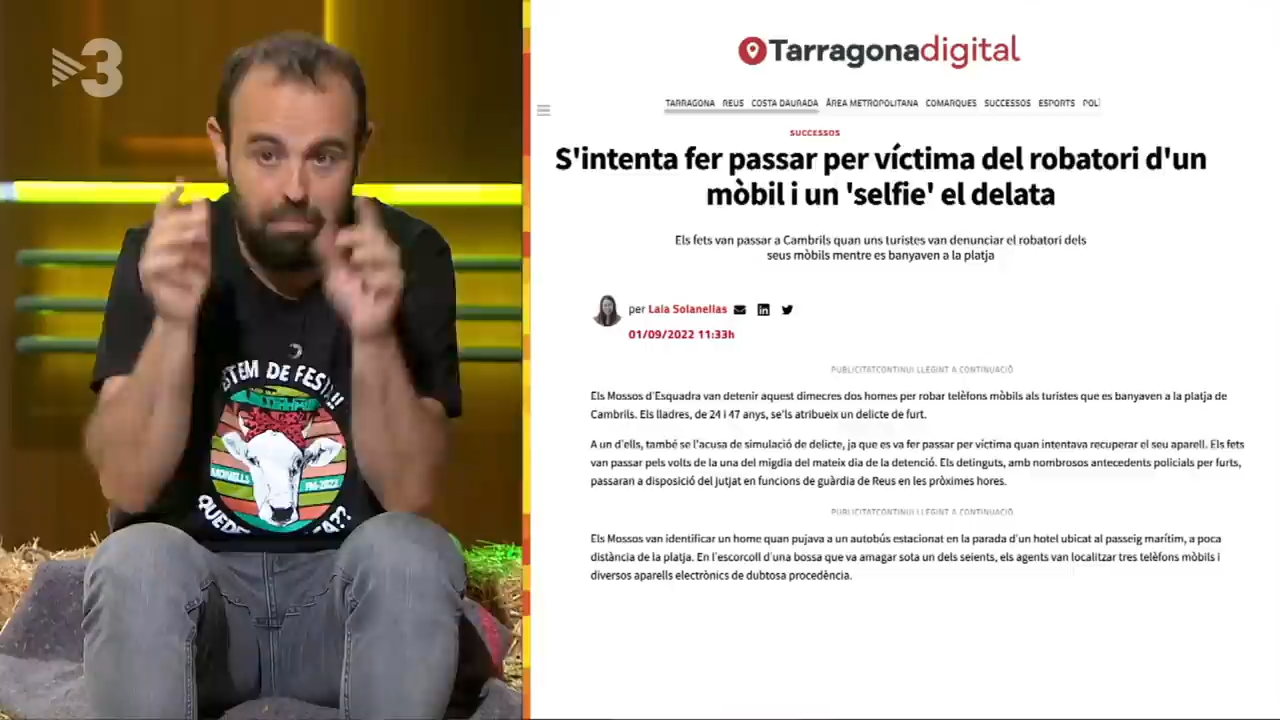 3
STEM DE FES
!!
MONELLS
FM-2022
QUEDE
??
Tarragonadigital
TARRAGONA REUS COSTA DAURADA ÀREA METROPOLITANA COMARQUES SUCCESSOS ESPORTS POL
SUCCESSOS
S'intenta fer passar per víctima del robatori d'un
mòbil i un 'selfie' el delata
Els fets van passar a Cambrils quan uns turistes van denunciar el robatori dels
seus mòbils mentre es banyaven a la platja
per Laia Solanellas
01/09/2022 11:33h
PUBLICITATCONTINUI LLEGINT A CONTINUACIÓ
Els Mossos d'Esquadra van detenir aquest dimecres dos homes per robar telèfons mòbils als turistes que es banyaven a la platja de
Cambrils. Els lladres, de 24 i 47 anys, se'ls atribueix un delicte de furt.
A un d'ells, també se l'acusa de simulació de delicte, ja que es va fer passar per víctima quan intentava recuperar el seu aparell. Els fets
van passar pels volts de la una del migdia del mateix dia de la detenció. Els detinguts, amb nombrosos antecedents policials per furts,
passaran a disposició del jutjat en funcions de guàrdia de Reus en les pròximes hores.
PUBLICITATCONTINUI LLEGINT A CONTINUACIÓ
Els Mossos van identificar un home quan pujava a un autobús estacionat en la parada d'un hotel ubicat al passeig marítim, a poca
distància de la platja. En l'escorcoll d'una bossa que va amagar sota un dels seients, els agents van localitzar tres telèfons mòbils i
diversos aparells electrònics de dubtosa procedència.